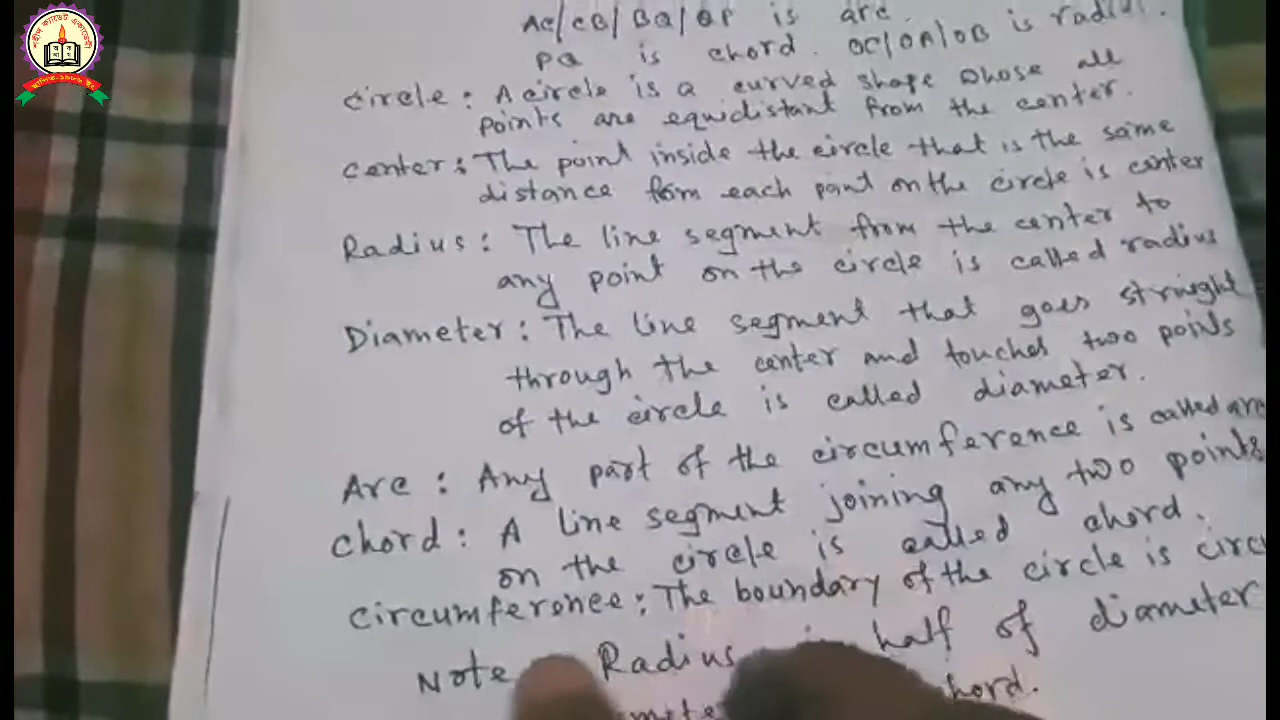 AC/CB/BQ/QP is arc.
PQ is chord. OC/OA/OB is radius.
Circle: A circle is a curved shape whose all
points are equidistant from the center.
Center: The point inside the circle that is the same
distance form each point on the circle is center
Radius: The line segment from the center to
any point on the circle is called radius
Diameter: The line segment that goes straight
through the center and touches two points
of the circle is called diameter.
Arc: Any part of the circumference is called arc
Chord: A line segment joining any two points
on the circle is called chord.
Circumference: The boundary of the circle is circu
Note Radius is half of diameter
chord.